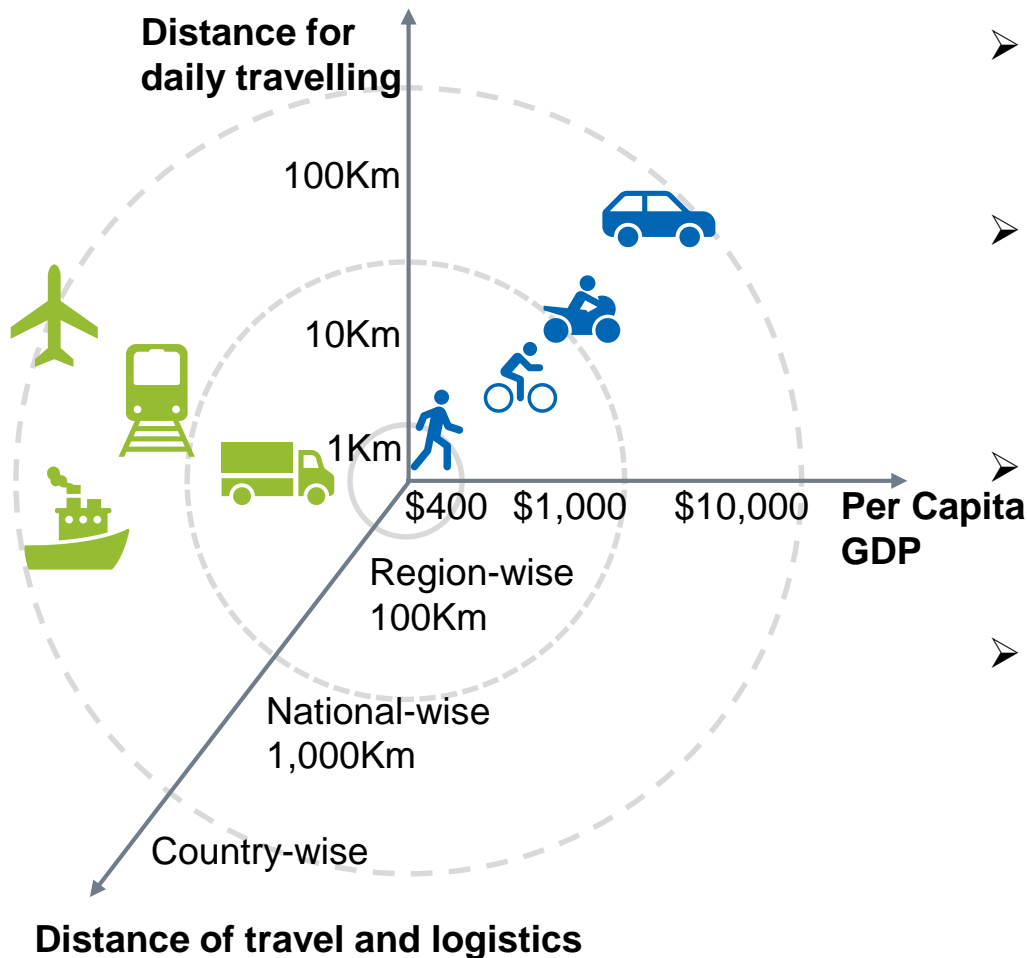 Distance for
daily travelling
100Km
10Km
1Km
$400 $1,000 $10,000
Per Capita
GDP
Region-wise
100Km
National-wise
1,000Km
Country-wise
Distance of travel and logistics